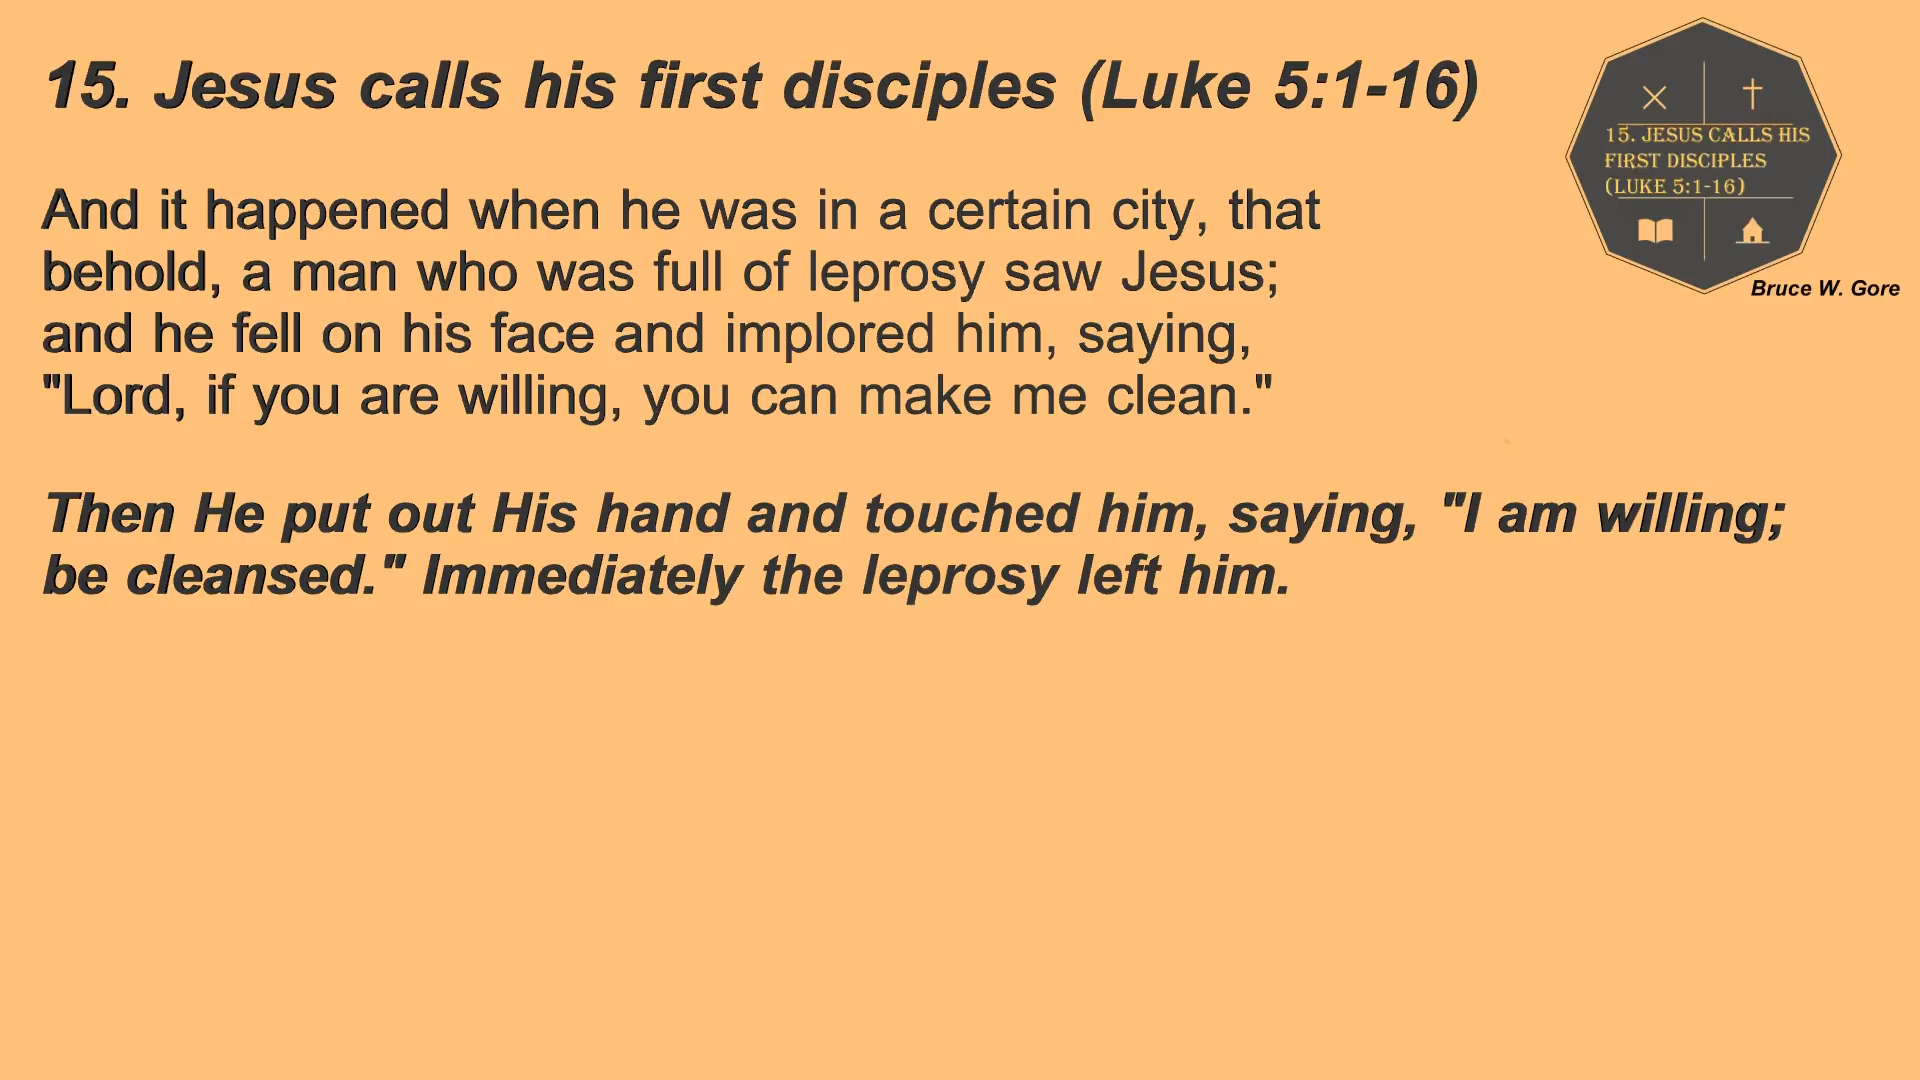 15. Jesus calls his first disciples (Luke 5:1-16)
15. JESUS CALLS HIS
FIRST DISCIPLES
(LUKE 5:1-16)
Bruce W. Gore
And it happened when he was in a certain city, that
behold, a man who was full of leprosy saw Jesus;
and he fell on his face and implored him, saying,
"Lord, if you are willing, you can make me clean."
Then He put out His hand and touched him, saying, "I am willing;
be cleansed." Immediately the leprosy left him.